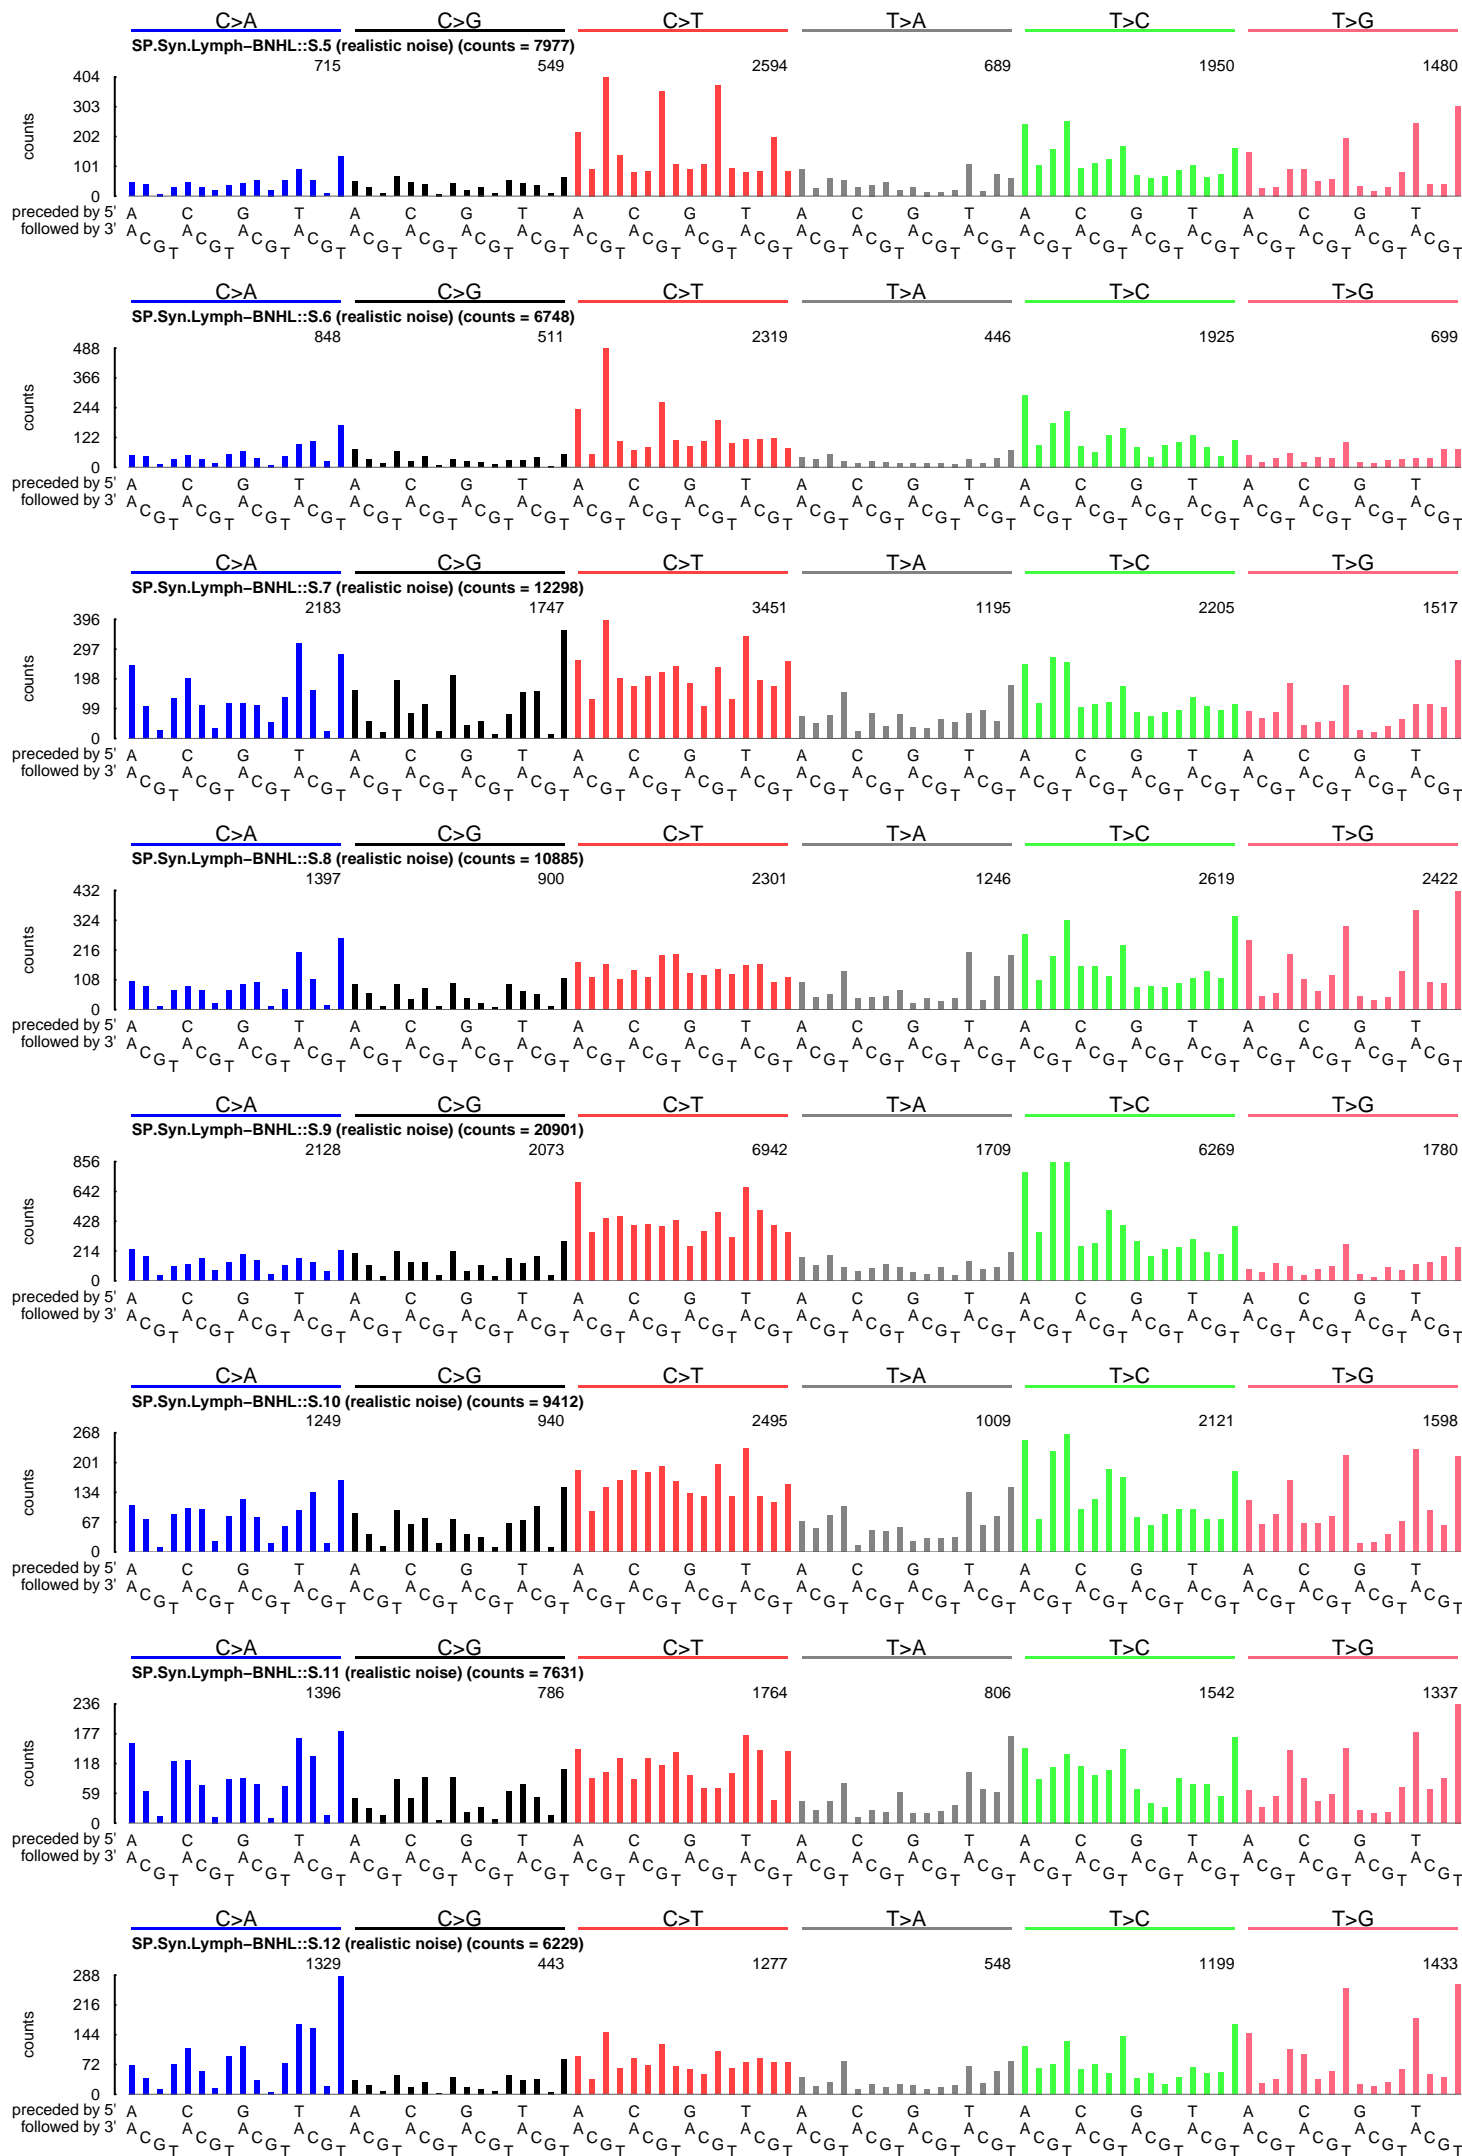 C>A C>G C>T T>A T>C T>G
SP.Syn.Lymph−BNHL::S.5 (realistic noise) (counts = 7977)
715 549 2594 689 1950 1480
404
303
202
101
0
counts
preceded by 5' A C G T A C G T A C G T A C G T A C G T A C G T
followed by 3' A C G T A C G T A C G T A C G T A C G T A C G T A C G T A C G T A C G T A C G T A C G T A C G T A C G T A C G T A C G T A C G T A C G T A C G T A C G T A C G T A C G T A C G T A C G T A C G T
C>A C>G C>T T>A T>C T>G
SP.Syn.Lymph−BNHL::S.6 (realistic noise) (counts = 6748)
848 511 2319 446 1925 699
488
366
244
122
0
counts
preceded by 5' A C G T A C G T A C G T A C G T A C G T A C G T
followed by 3' A C G T A C G T A C G T A C G T A C G T A C G T A C G T A C G T A C G T A C G T A C G T A C G T A C G T A C G T A C G T A C G T A C G T A C G T A C G T A C G T A C G T A C G T A C G T A C G T
C>A C>G C>T T>A T>C T>G
SP.Syn.Lymph−BNHL::S.7 (realistic noise) (counts = 12298)
2183 1747 3451 1195 2205 1517
396
297
198
99
0
counts
preceded by 5' A C G T A C G T A C G T A C G T A C G T A C G T
followed by 3' A C G T A C G T A C G T A C G T A C G T A C G T A C G T A C G T A C G T A C G T A C G T A C G T A C G T A C G T A C G T A C G T A C G T A C G T A C G T A C G T A C G T A C G T A C G T A C G T
C>A C>G C>T T>A T>C T>G
SP.Syn.Lymph−BNHL::S.8 (realistic noise) (counts = 10885)
1397 900 2301 1246 2619 2422
432
324
216
108
0
counts
preceded by 5' A C G T A C G T A C G T A C G T A C G T A C G T
followed by 3' A C G T A C G T A C G T A C G T A C G T A C G T A C G T A C G T A C G T A C G T A C G T A C G T A C G T A C G T A C G T A C G T A C G T A C G T A C G T A C G T A C G T A C G T A C G T A C G T
C>A C>G C>T T>A T>C T>G
SP.Syn.Lymph−BNHL::S.9 (realistic noise) (counts = 20901)
2128 2073 6942 1709 6269 1780
856
642
428
214
0
counts
preceded by 5' A C G T A C G T A C G T A C G T A C G T A C G T
followed by 3' A C G T A C G T A C G T A C G T A C G T A C G T A C G T A C G T A C G T A C G T A C G T A C G T A C G T A C G T A C G T A C G T A C G T A C G T A C G T A C G T A C G T A C G T A C G T A C G T
C>A C>G C>T T>A T>C T>G
SP.Syn.Lymph−BNHL::S.10 (realistic noise) (counts = 9412)
1249 940 2495 1009 2121 1598
268
201
134
67
0
counts
preceded by 5' A C G T A C G T A C G T A C G T A C G T A C G T
followed by 3' A C G T A C G T A C G T A C G T A C G T A C G T A C G T A C G T A C G T A C G T A C G T A C G T A C G T A C G T A C G T A C G T A C G T A C G T A C G T A C G T A C G T A C G T A C G T A C G T
C>A C>G C>T T>A T>C T>G
SP.Syn.Lymph−BNHL::S.11 (realistic noise) (counts = 7631)
1396 786 1764 806 1542 1337
236
177
118
59
0
counts
preceded by 5' A C G T A C G T A C G T A C G T A C G T A C G T
followed by 3' A C G T A C G T A C G T A C G T A C G T A C G T A C G T A C G T A C G T A C G T A C G T A C G T A C G T A C G T A C G T A C G T A C G T A C G T A C G T A C G T A C G T A C G T A C G T A C G T
C>A C>G C>T T>A T>C T>G
SP.Syn.Lymph−BNHL::S.12 (realistic noise) (counts = 6229)
1329 443 1277 548 1199 1433
288
216
144
72
0
counts
preceded by 5' A C G T A C G T A C G T A C G T A C G T A C G T
followed by 3' A C G T A C G T A C G T A C G T A C G T A C G T A C G T A C G T A C G T A C G T A C G T A C G T A C G T A C G T A C G T A C G T A C G T A C G T A C G T A C G T A C G T A C G T A C G T A C G T